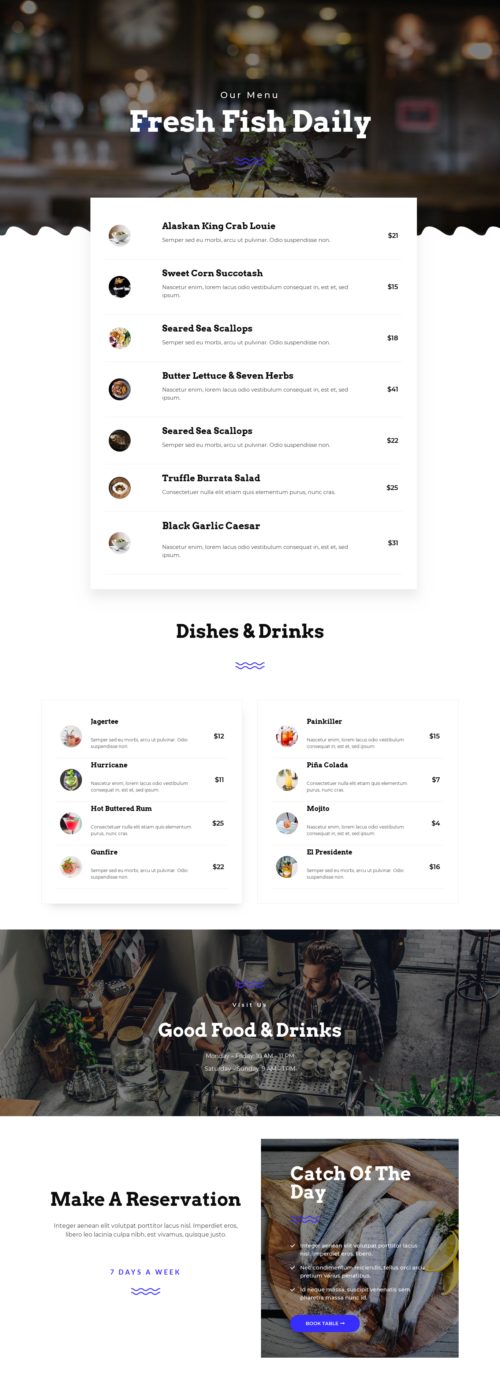 Our Menu
Fresh Fish Daily
Alaskan King Crab Louie
Semper sed eu morbi, arcu ut pulvinar. Odio suspendisse non.
$21
Sweet Corn Succotash
Nascetur enim, lorem lacus odio vestibulum consequat in, est et, sed
ipsum.
$15
Seared Sea Scallops
Semper sed eu morbi, arcu ut pulvinar. Odio suspendisse non.
$18
Butter Lettuce & Seven Herbs
Nascetur enim, lorem lacus odio vestibulum consequat in, est et, sed
ipsum.
$41
Seared Sea Scallops
Semper sed eu morbi, arcu ut pulvinar. Odio suspendisse non.
$22
Truffle Burrata Salad
Consectetuer nulla elit etiam quis elementum purus, nunc cras.
$25
Black Garlic Caesar
Nascetur enim, lorem lacus odio vestibulum consequat in, est et, sed
ipsum.
$31
Dishes & Drinks
Jagertee
Semper sed eu morbi, arcu ut pulvinar. Odio
suspendisse non.
$12
Hurricane
Nascetur enim, lorem lacus odio vestibulum
consequat in, est et, sed ipsum.
$11
Hot Buttered Rum
Consectetuer nulla elit etiam quis elementum
purus, nunc cras.
$25
Gunfire
Semper sed eu morbi, arcu ut pulvinar. Odio
suspendisse non.
$22
Painkiller
Nascetur enim, lorem lacus odio vestibulum
consequat in, est et, sed ipsum.
$15
Piña Colada
Consectetuer nulla elit etiam quis elementum
purus, nunc cras.
$7
Mojito
Nascetur enim, lorem lacus odio vestibulum
consequat in, est et, sed ipsum.
$4
El Presidente
Semper sed eu morbi, arcu ut pulvinar. Odio
suspendisse non.
$16
Visit Us
Good Food & Drinks
Monday – Friday: 10 AM – 11 PM
Saturday – Sunday: 9 AM – 1 PM
Make A Reservation
Integer aenean elit volutpat porttitor lacus nisl. Imperdiet eros,
libero leo lacinia culpa nibh, est vivamus, quisque justo.
7 DAYS A WEEK
Catch Of The
Day
Integer aenean elit volutpat porttitor lacus
nisl, imperdiet eros, libero.
Nec condimentum reiciendis, tellus orci arcu,
pretium varius penatibus.
Id neque massa, suscipit venenatis sem
pharetra massa nunc id.
BOOK TABLE